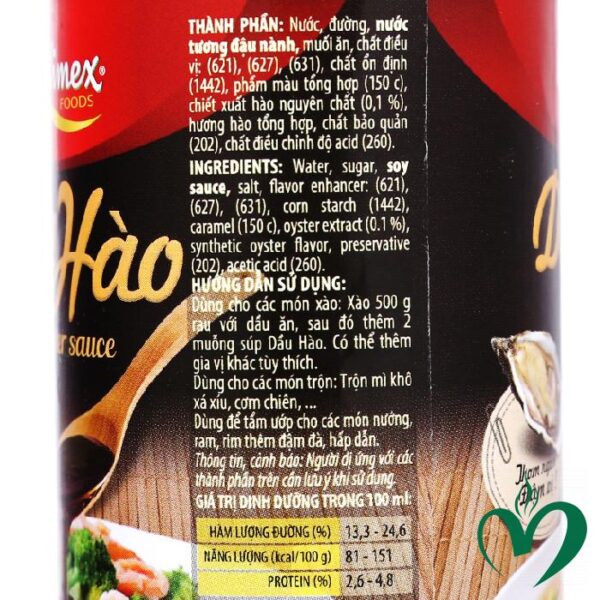 THÀNH PHẦN: Nước, đường, nước
tương đậu nành, muối ăn, chất điều
vị: (621), (627), (631), chất ổn định
(1442), phẩm màu tổng hợp (150 c),
chiết xuất hào nguyên chất (0,1 %),
hương hào tổng hợp, chất bảo quản
(202), chất điều chỉnh độ acid (260).
INGREDIENTS: Water, sugar, soy
sauce, salt, flavor enhancer: (621),
(627), (631), corn starch (1442),
caramel (150 c), oyster extract (0.1 %),
synthetic oyster flavor, preservative
(202), acetic acid (260).
HƯỚNG DẪN SỬ DỤNG:
Dùng cho các món xào: Xào 500 g
rau với dầu ăn, sau đó thêm 2
muỗng súp Dầu Hào. Có thể thêm
gia vị khác tùy thích.
Dùng cho các món trộn: Trộn mì khô
xá xíu, cơm chiên, ...
Dùng để tẩm ướp cho các món nướng,
ram, rim thêm đậm đà, hấp dẫn.
Thông tin, cảnh báo: Người dị ứng với các
thành phần trên cần lưu ý khi sử dụng.
GIÁ TRỊ DINH DƯỠNG TRONG 100 ml:
HÀM LƯỢNG ĐƯỜNG (%) 13,3 - 24,6
NĂNG LƯỢNG (kcal/100 g) 81 - 151
PROTEIN (%) 2,6 - 4,8
FOODS
Hào
sauce